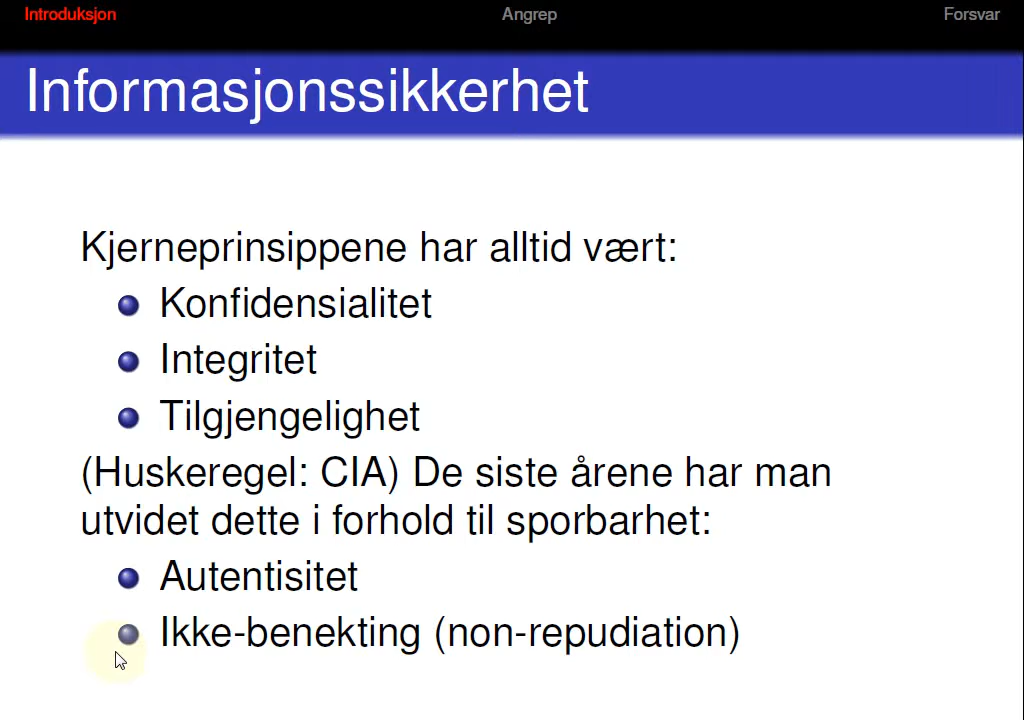 Introduksjon Angrep Forsvar
Informasjonssikkerhet
Kjerneprinsippene har alltid vært:
Konfidensialitet
Integritet
Tilgjengelighet
(Huskeregel: CIA) De siste årene har man
utvidet dette i forhold til sporbarhet:
Autentisitet
Ikke-benekting (non-repudiation)